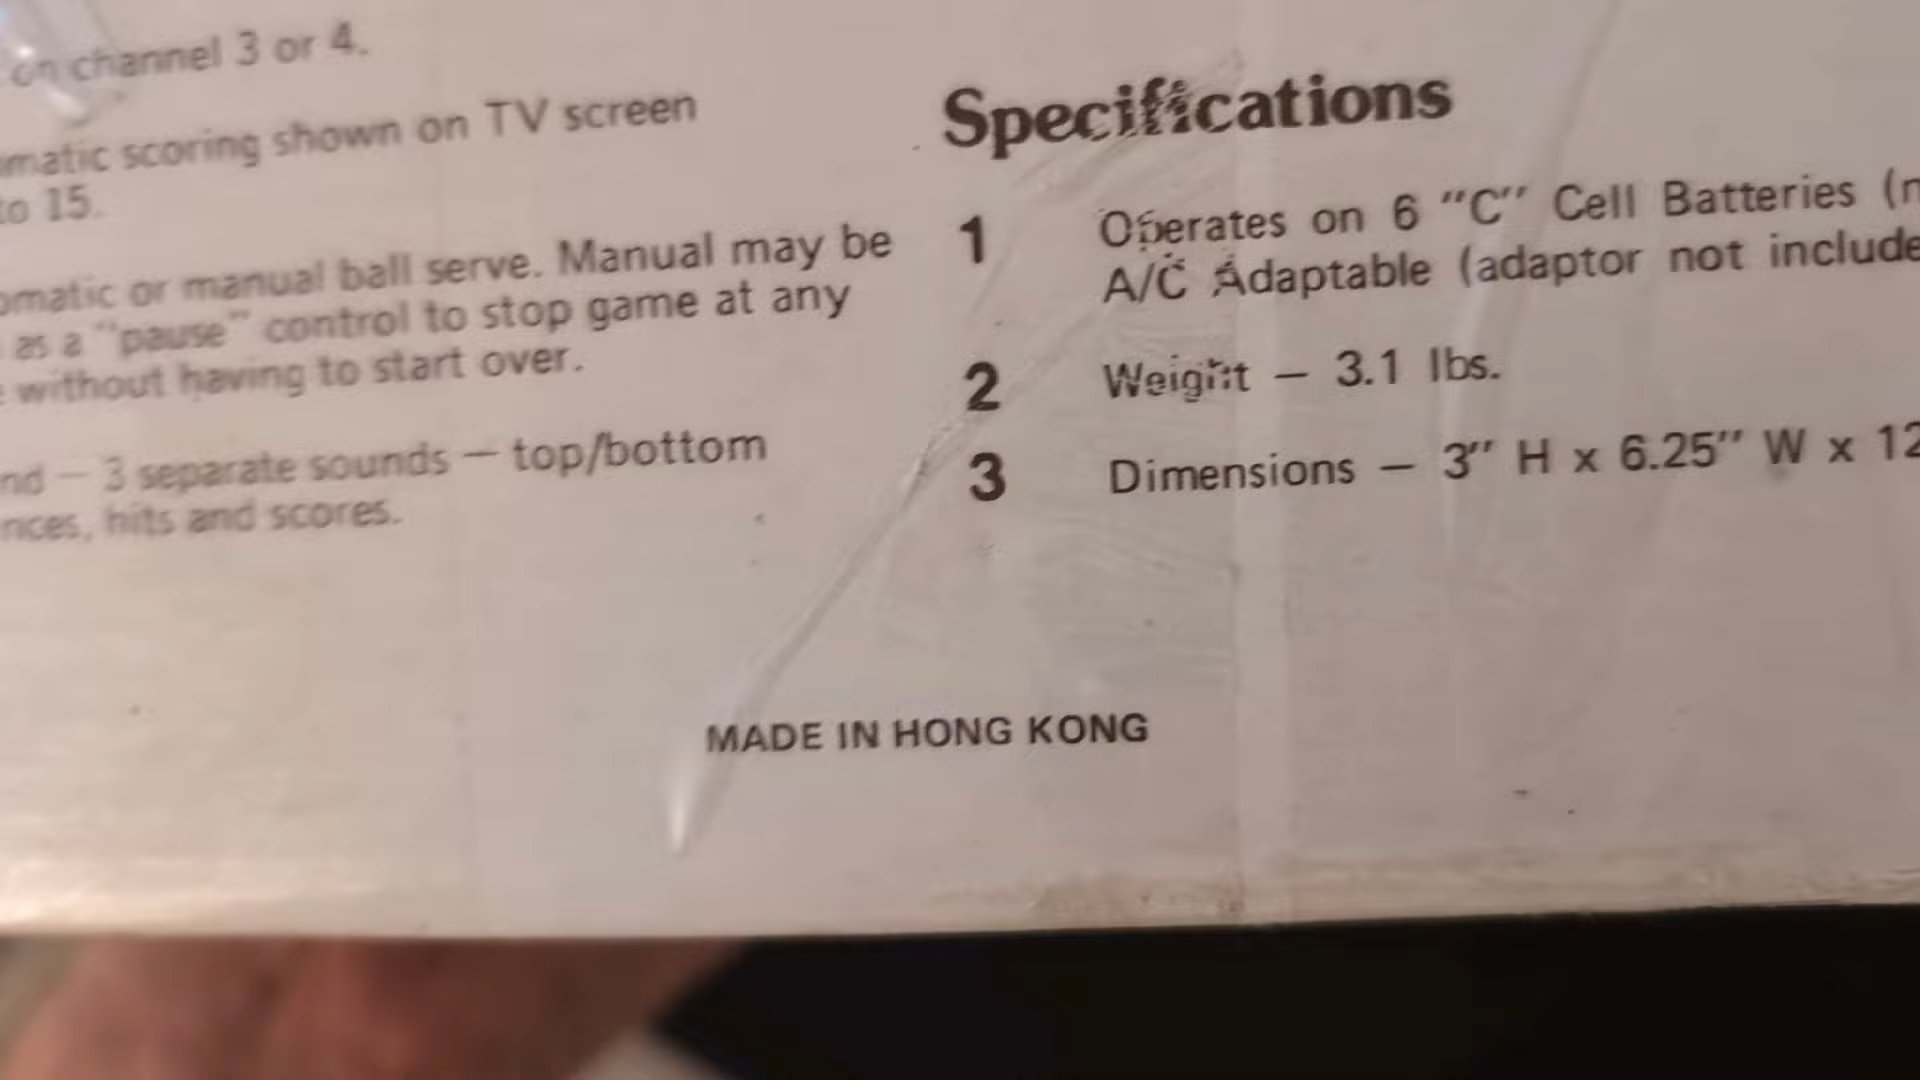 on channel 3 or 4.
matic scoring shown on TV screen
to 15.
omatic or manual ball serve. Manual may be
as a "pause" control to stop game at any
without having to start over.
nd — 3 separate sounds — top/bottom
nces, hits and scores.
Specifications
1 Operates on 6 "C" Cell Batteries (n
A/C Adaptable (adaptor not include
2 Weight — 3.1 lbs.
3 Dimensions — 3" H x 6.25" W x 12
MADE IN HONG KONG